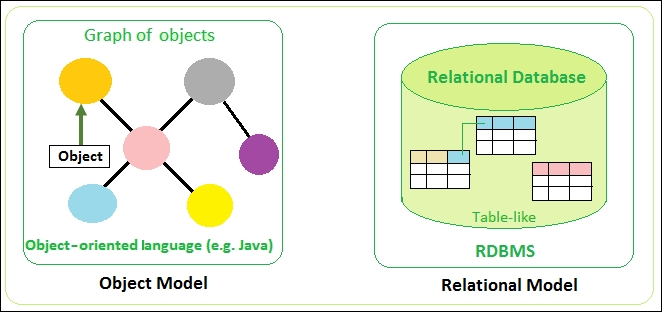 Graph of objects
Object
Object-oriented language (e.g. Java)
Object Model
Relational Database
Table-like
RDBMS
Relational Model